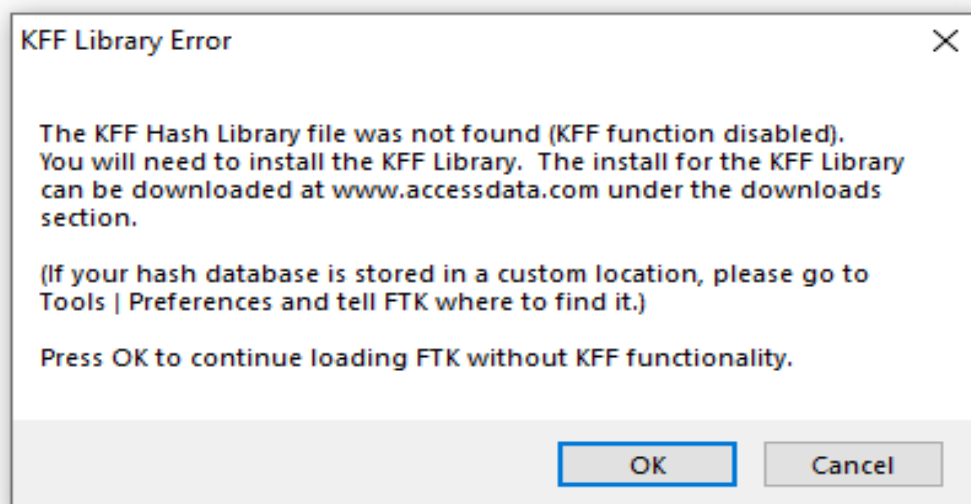 KFF Library Error
The KFF Hash Library file was not found (KFF function disabled).
You will need to install the KFF Library.  The install for the KFF Library
can be downloaded at www.accessdata.com under the downloads
section.
(If your hash database is stored in a custom location, please go to
Tools | Preferences and tell FTK where to find it.)
Press OK to continue loading FTK without KFF functionality.
OK
Cancel